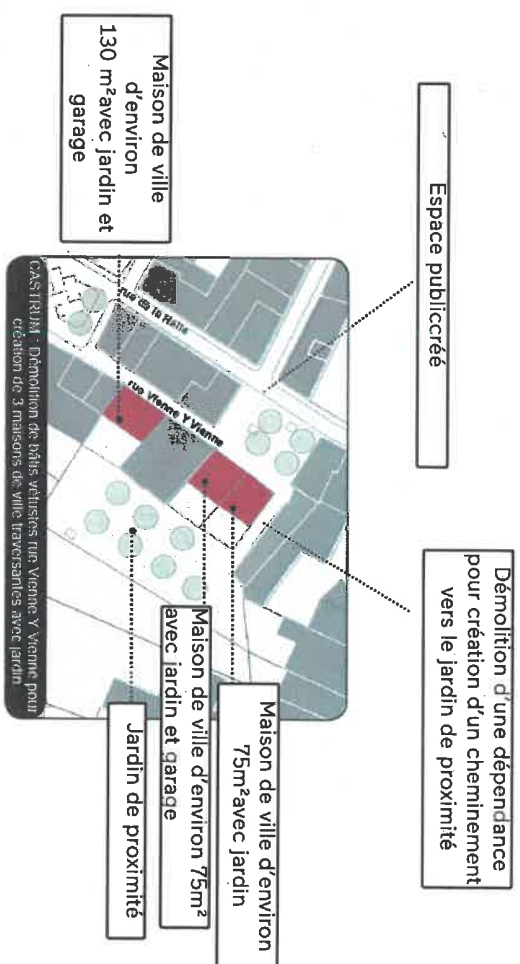 Espace publiccréé
Démolition d'une dépendance
pour création d'un cheminement
vers le jardin de proximité
Maison de ville
d'environ
130 m²avec jardin et
garage
rue de la Halle
rue Vienne Y Vienne
Maison de ville d'environ
75m²avec jardin
Maison de ville d'environ 75m²
avec jardin et garage
Jardin de proximité
CASTRUM : Démolition de bâtis vétustes rue Vienne Y Vienne pour
création de 3 maisons de ville traversantes avec jardin